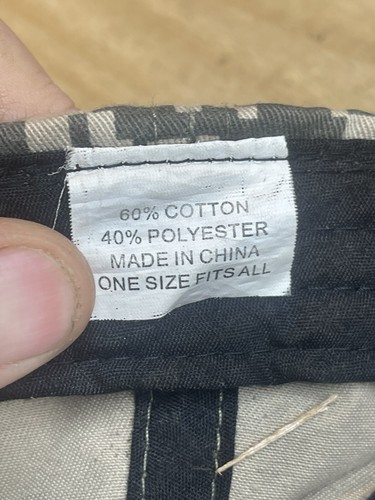 60% COTTON
40% POLYESTER
MADE IN CHINA
ONE SIZE FITS ALL